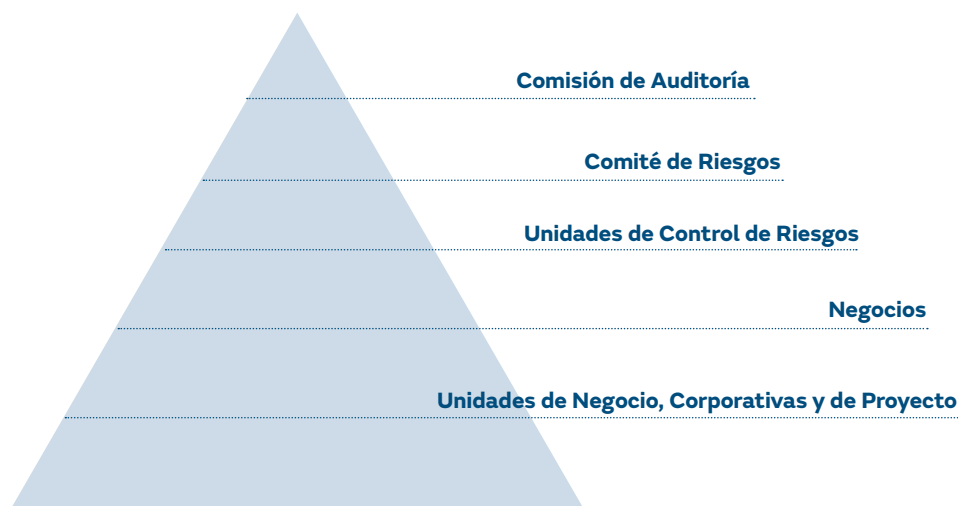 Comisión de Auditoría
Comité de Riesgos
Unidades de Control de Riesgos
Negocios
Unidades de Negocio, Corporativas y de Proyecto